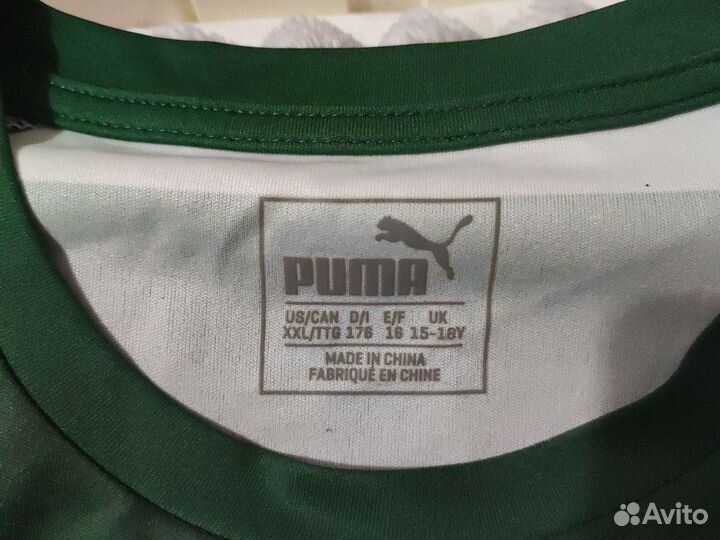 PUMA
US/CAN D/I E/F UK
XXL/TTG 176 16 15-16Y
MADE IN CHINA
FABRIQUÉ EN CHINE
Avito